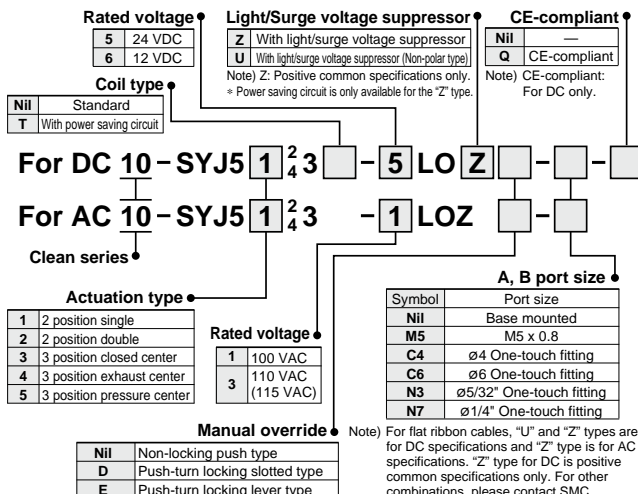 Rated voltage
5 24 VDC
6 12 VDC
Light/Surge voltage suppressor
Z With light/surge voltage suppressor
U With light/surge voltage suppressor (Non-polar type)
Note) Z: Positive common specifications only.
∗ Power saving circuit is only available for the “Z” type.
CE-compliant
Nil —
Q CE-compliant
Note) CE-compliant:
For DC only.
Coil type
Nil Standard
T With power saving circuit
For DC 10 – SYJ5 1 2/4 3 – 5 LO Z – –
For AC 10 – SYJ5 1 2/4 3 – 1 LOZ –
Clean series
Actuation type
1 2 position single
2 2 position double
3 3 position closed center
4 3 position exhaust center
5 3 position pressure center
Rated voltage
1 100 VAC
3 110 VAC
(115 VAC)
A, B port size
Symbol Port size
Nil Base mounted
M5 M5 x 0.8
C4 ø4 One-touch fitting
C6 ø6 One-touch fitting
N3 ø5/32" One-touch fitting
N7 ø1/4" One-touch fitting
Manual override
Nil Non-locking push type
D Push-turn locking slotted type
E Push-turn locking lever type
Note) For flat ribbon cables, “U” and “Z” types are
for DC specifications and “Z” type is for AC
specifications. “Z” type for DC is positive
common specifications only. For other
combinations, please contact SMC.